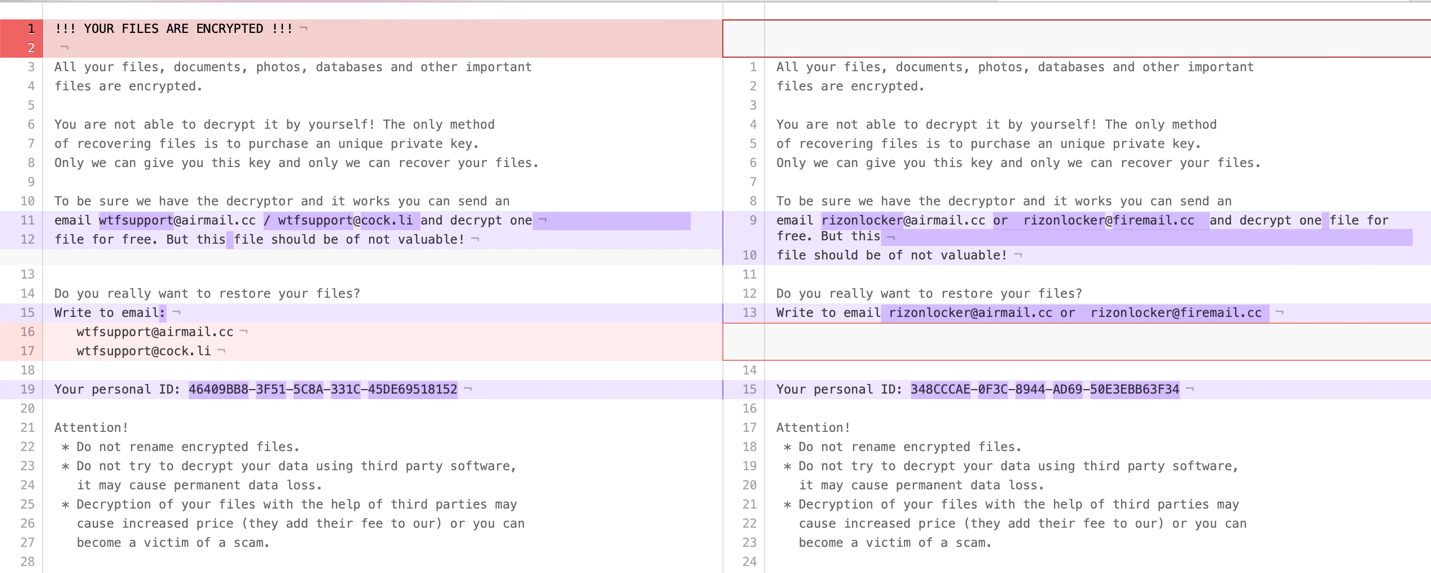 1 !!! YOUR FILES ARE ENCRYPTED !!! ¬
2 ¬
3 All your files, documents, photos, databases and other important
4 files are encrypted.
5
6 You are not able to decrypt it by yourself! The only method
7 of recovering files is to purchase an unique private key.
8 Only we can give you this key and only we can recover your files.
9
10 To be sure we have the decryptor and it works you can send an
11 email wtfsupport@airmail.cc / wtfsupport@cock.li and decrypt one ¬
12 file for free. But this file should be of not valuable! ¬
13
14 Do you really want to restore your files?
15 Write to email: ¬
16 wtfsupport@airmail.cc ¬
17 wtfsupport@cock.li ¬
18
19 Your personal ID: 46409BB8-3F51-5C8A-331C-45DE69518152 ¬
20
21 Attention!
22 * Do not rename encrypted files.
23 * Do not try to decrypt your data using third party software,
24 it may cause permanent data loss.
25 * Decryption of your files with the help of third parties may
26 cause increased price (they add their fee to our) or you can
27 become a victim of a scam.
28
1 All your files, documents, photos, databases and other important
2 files are encrypted.
3
4 You are not able to decrypt it by yourself! The only method
5 of recovering files is to purchase an unique private key.
6 Only we can give you this key and only we can recover your files.
7
8 To be sure we have the decryptor and it works you can send an
9 email rizonlocker@airmail.cc or  rizonlocker@firemail.cc  and decrypt one file for
free. But this ¬
10 file should be of not valuable! ¬
11
12 Do you really want to restore your files?
13 Write to email rizonlocker@airmail.cc or  rizonlocker@firemail.cc ¬
14
15 Your personal ID: 348CCCAE-0F3C-8944-AD69-50E3EBB63F34 ¬
16
17 Attention!
18 * Do not rename encrypted files.
19 * Do not try to decrypt your data using third party software,
20 it may cause permanent data loss.
21 * Decryption of your files with the help of third parties may
22 cause increased price (they add their fee to our) or you can
23 become a victim of a scam.
24